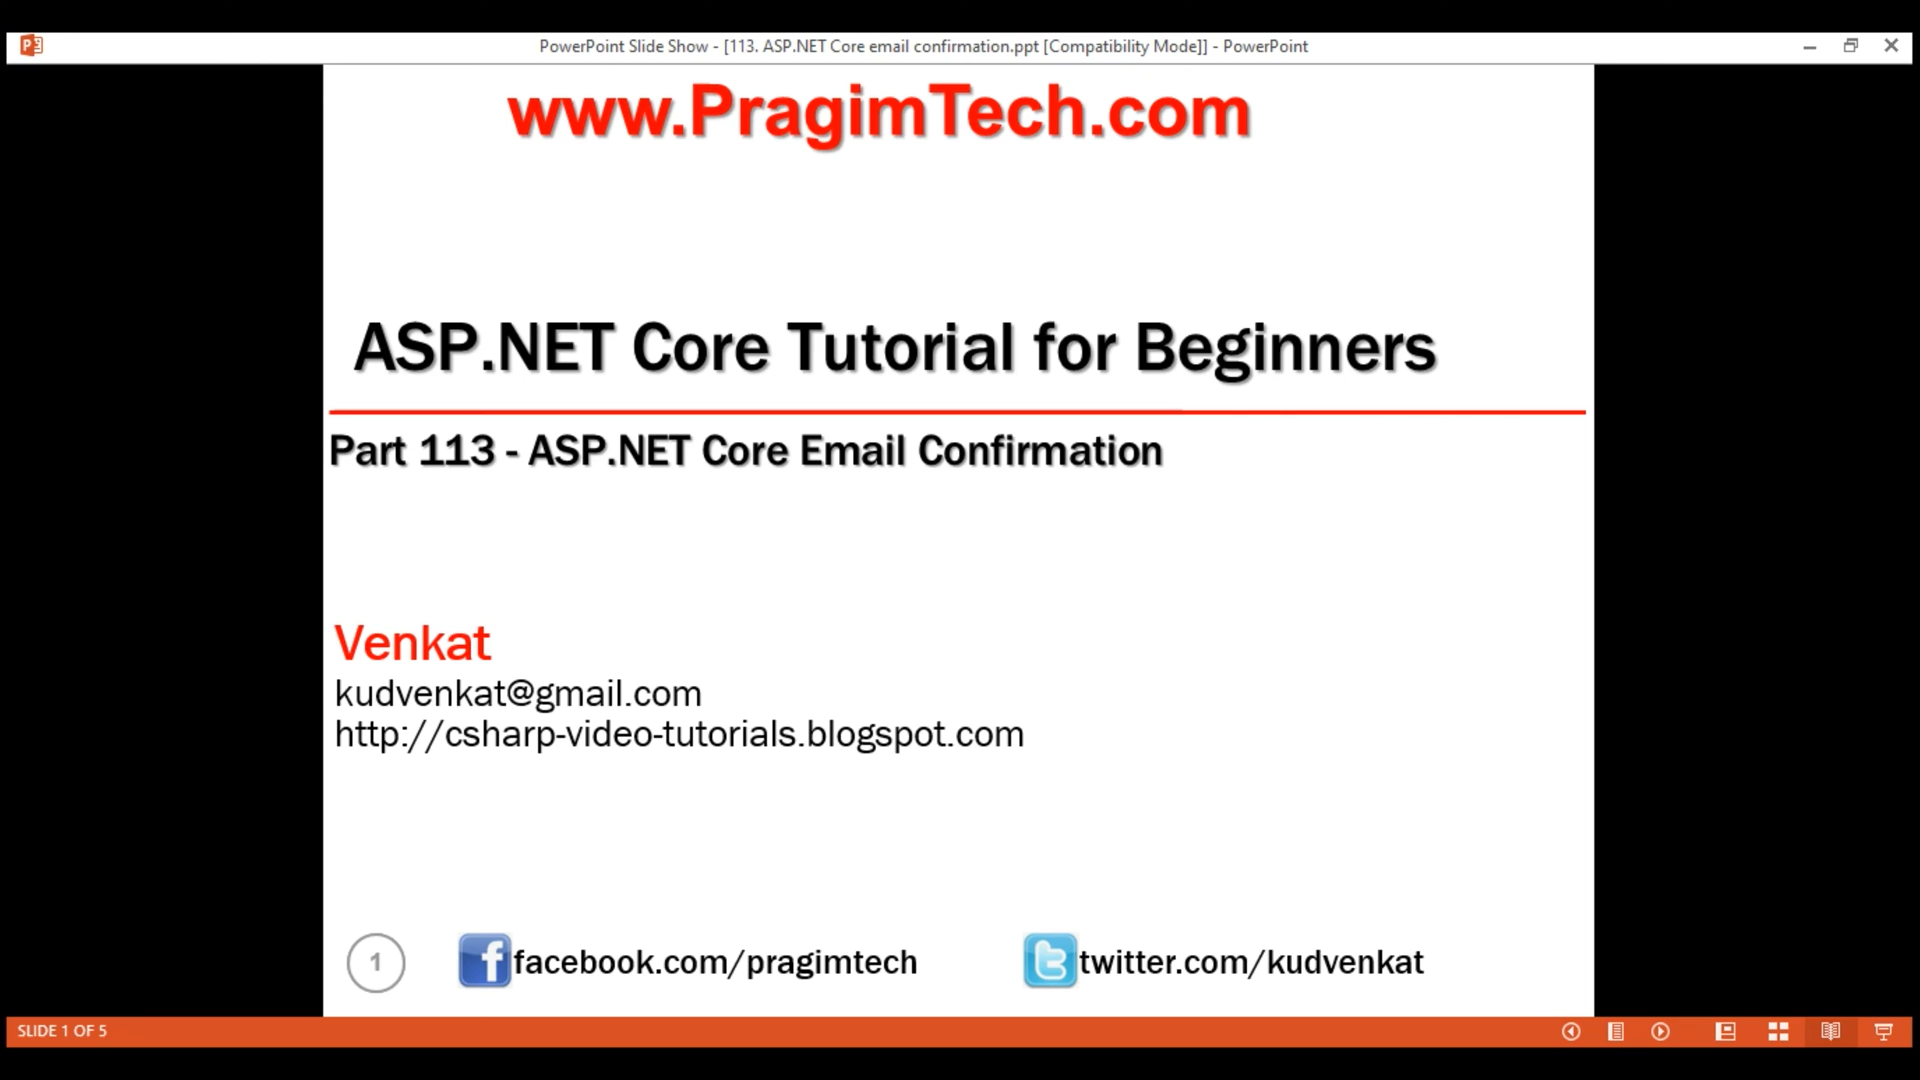 PowerPoint Slide Show - [113. ASP.NET Core email confirmation.ppt [Compatibility Mode]] - PowerPoint
www.PragimTech.com
ASP.NET Core Tutorial for Beginners
Part 113 - ASP.NET Core Email Confirmation
Venkat
kudvenkat@gmail.com
http://csharp-video-tutorials.blogspot.com
1 facebook.com/pragimtech twitter.com/kudvenkat
SLIDE 1 OF 5